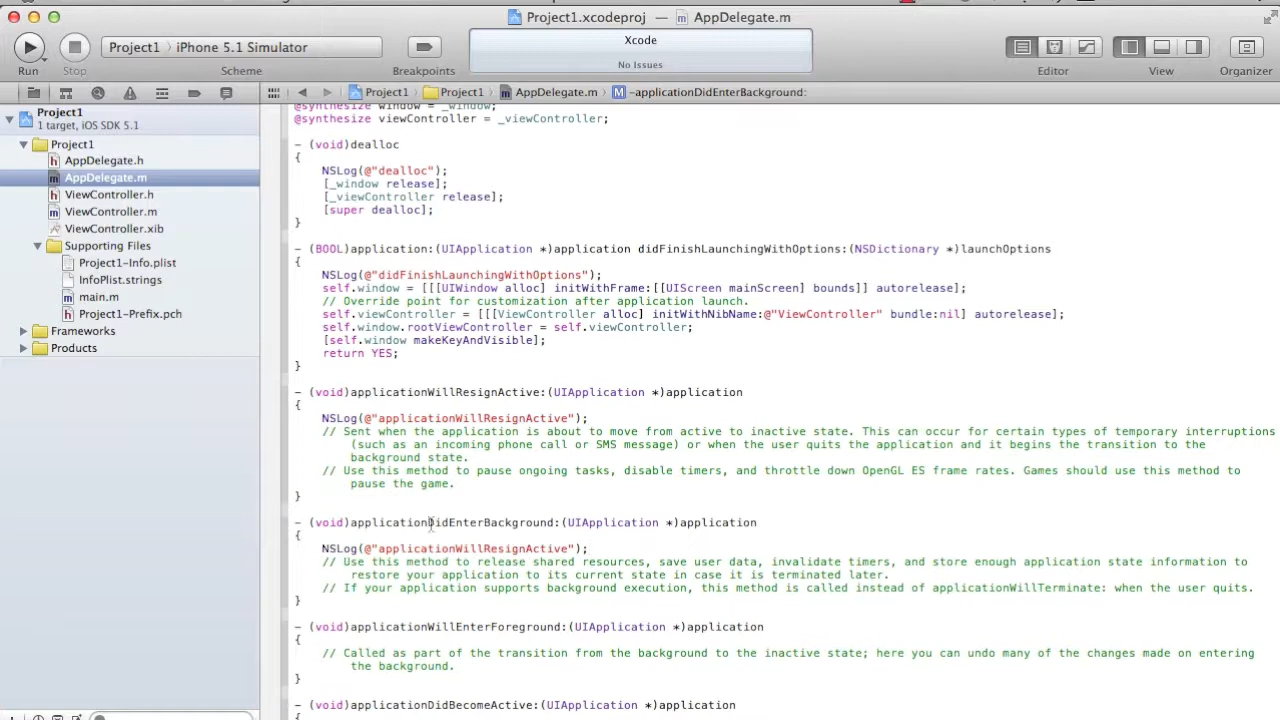 Project1.xcodeproj — AppDelegate.m
Project1 〉 iPhone 5.1 Simulator
Xcode
No Issues
Run Stop Scheme Breakpoints Editor View Organizer
Project1 〉 Project1 〉 AppDelegate.m 〉 M -applicationDidEnterBackground:
Project1
1 target, iOS SDK 5.1
Project1
h AppDelegate.h
m AppDelegate.m
h ViewController.h
m ViewController.m
ViewController.xib
Supporting Files
Project1-Info.plist
InfoPlist.strings
m main.m
h Project1-Prefix.pch
Frameworks
Products
@synthesize window = _window;
@synthesize viewController = _viewController;
- (void)dealloc
{
NSLog(@"dealloc");
[_window release];
[_viewController release];
[super dealloc];
}
- (BOOL)application:(UIApplication *)application didFinishLaunchingWithOptions:(NSDictionary *)launchOptions
{
NSLog(@"didFinishLaunchingWithOptions");
self.window = [[[UIWindow alloc] initWithFrame:[[UIScreen mainScreen] bounds]] autorelease];
// Override point for customization after application launch.
self.viewController = [[[ViewController alloc] initWithNibName:@"ViewController" bundle:nil] autorelease];
self.window.rootViewController = self.viewController;
[self.window makeKeyAndVisible];
return YES;
}
- (void)applicationWillResignActive:(UIApplication *)application
{
NSLog(@"applicationWillResignActive");
// Sent when the application is about to move from active to inactive state. This can occur for certain types of temporary interruptions
(such as an incoming phone call or SMS message) or when the user quits the application and it begins the transition to the
background state.
// Use this method to pause ongoing tasks, disable timers, and throttle down OpenGL ES frame rates. Games should use this method to
pause the game.
}
- (void)applicationDidEnterBackground:(UIApplication *)application
{
NSLog(@"applicationWillResignActive");
// Use this method to release shared resources, save user data, invalidate timers, and store enough application state information to
restore your application to its current state in case it is terminated later.
// If your application supports background execution, this method is called instead of applicationWillTerminate: when the user quits.
}
- (void)applicationWillEnterForeground:(UIApplication *)application
{
// Called as part of the transition from the background to the inactive state; here you can undo many of the changes made on entering
the background.
}
- (void)applicationDidBecomeActive:(UIApplication *)application
{